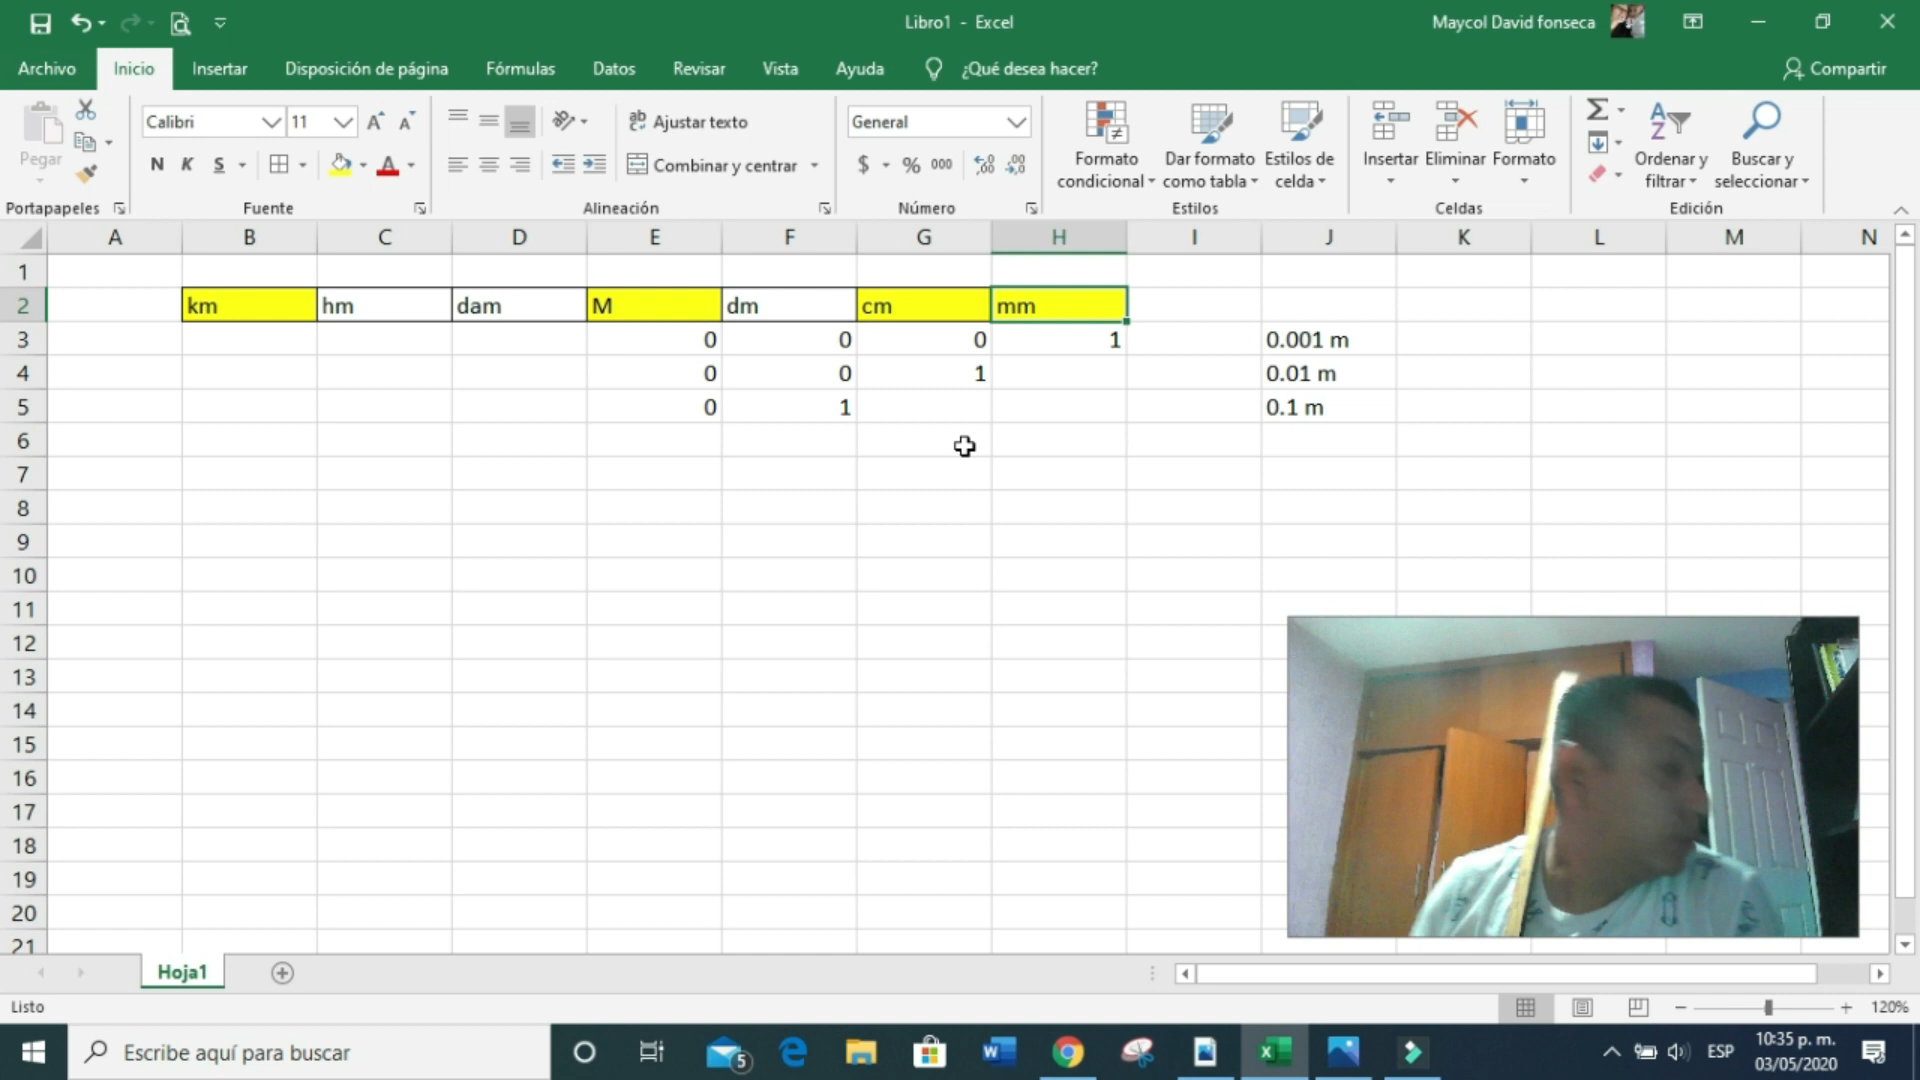 Libro1 - Excel
Maycol David fonseca
Archivo Inicio Insertar Disposición de página Fórmulas Datos Revisar Vista Ayuda ¿Qué desea hacer? Compartir
Pegar
Calibri 11
Ajustar texto
General
N K S
Combinar y centrar
$ % 000
Formato condicional
Dar formato como tabla
Estilos de celda
Insertar Eliminar Formato
Ordenar y filtrar
Buscar y seleccionar
Portapapeles Fuente Alineación Número Estilos Celdas Edición
A B C D E F G H I J K L M N
1
2 km hm dam M dm cm mm
3 0 0 0 1 0.001 m
4 0 0 1 0.01 m
5 0 1 0.1 m
6
7
8
9
10
11
12
13
14
15
16
17
18
19
20
21
Hoja1
Listo
120%
Escribe aquí para buscar
5
ESP
10:35 p. m.
03/05/2020